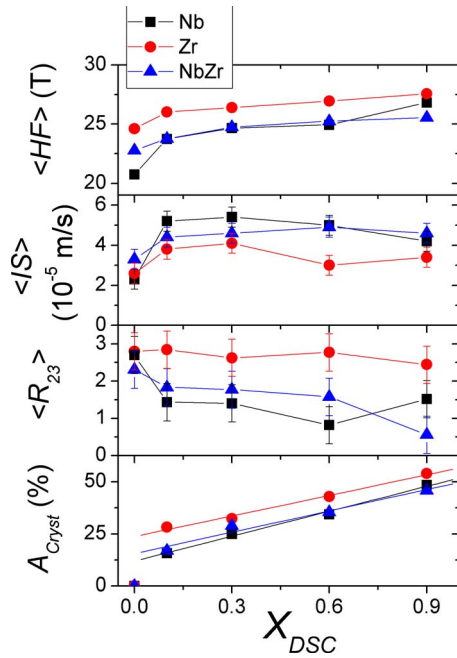 Nb
Zr
NbZr
30
25
20
<HF> (T)
6
4
2
0
<IS>
(10⁻⁵ m/s)
3
2
1
0
<R₂₃>
50
25
0
A_Cryst (%)
0.0 0.3 0.6 0.9
X_DSC